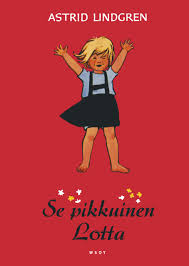 ASTRID LINDGREN
Se pikkuinen
Lotta
WSOY